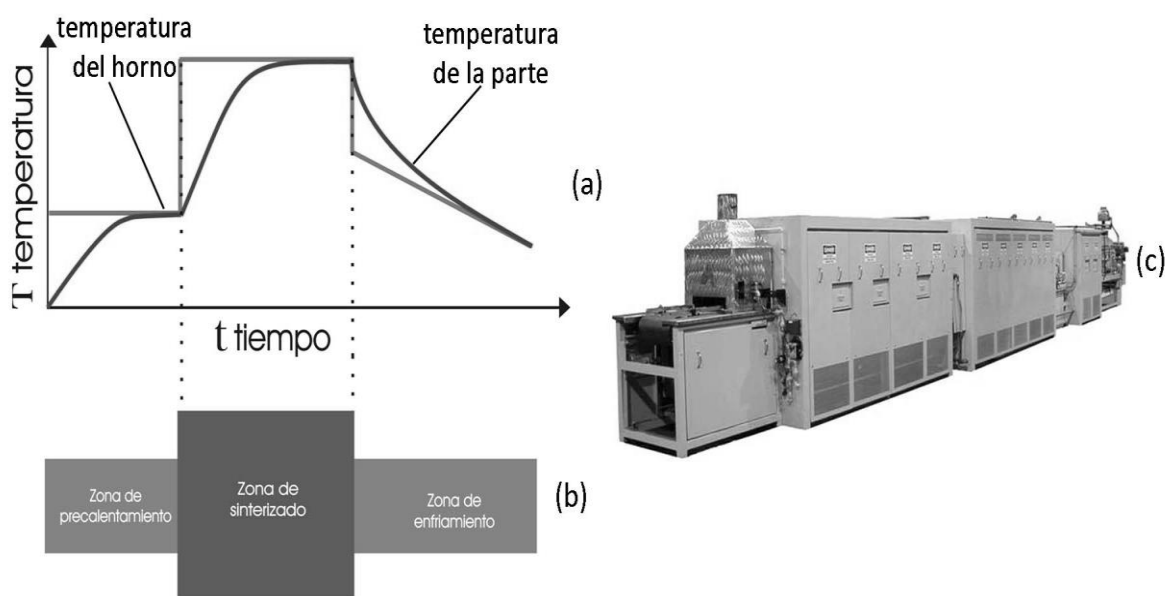 temperatura
del horno
temperatura
de la parte
T temperatura
t tiempo
(a)
Zona de
precalentamiento
Zona de
sinterizado
Zona de
enfriamiento
(b)
(c)